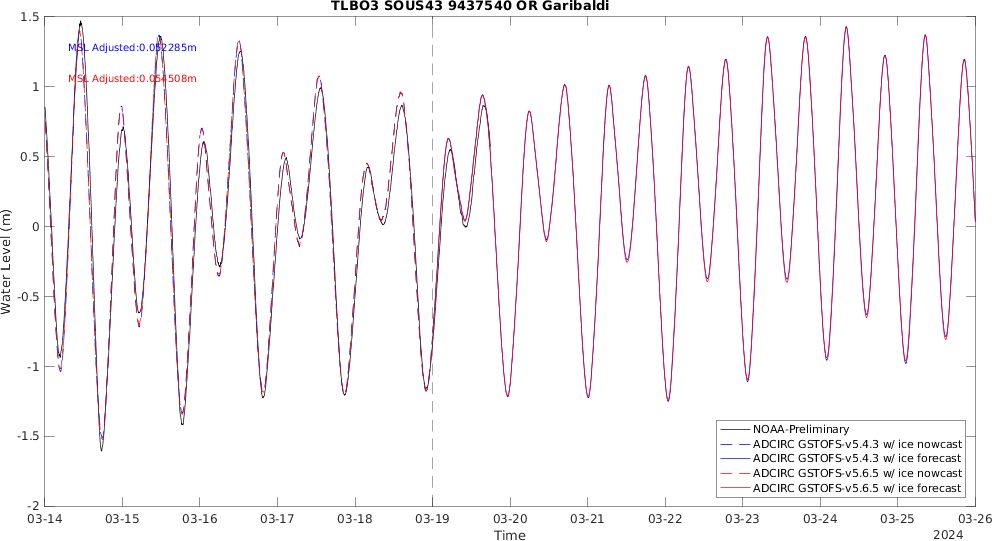 TLBO3 SOUS43 9437540 OR Garibaldi
1.5
MSL Adjusted:0.052285m
MSL Adjusted:0.054508m
1
0.5
0
-0.5
-1
-1.5
-2
Water Level (m)
NOAA-Preliminary
ADCIRC GSTOFS-v5.4.3 w/ ice nowcast
ADCIRC GSTOFS-v5.4.3 w/ ice forecast
ADCIRC GSTOFS-v5.6.5 w/ ice nowcast
ADCIRC GSTOFS-v5.6.5 w/ ice forecast
03-14 03-15 03-16 03-17 03-18 03-19 03-20 03-21 03-22 03-23 03-24 03-25 03-26
Time
2024